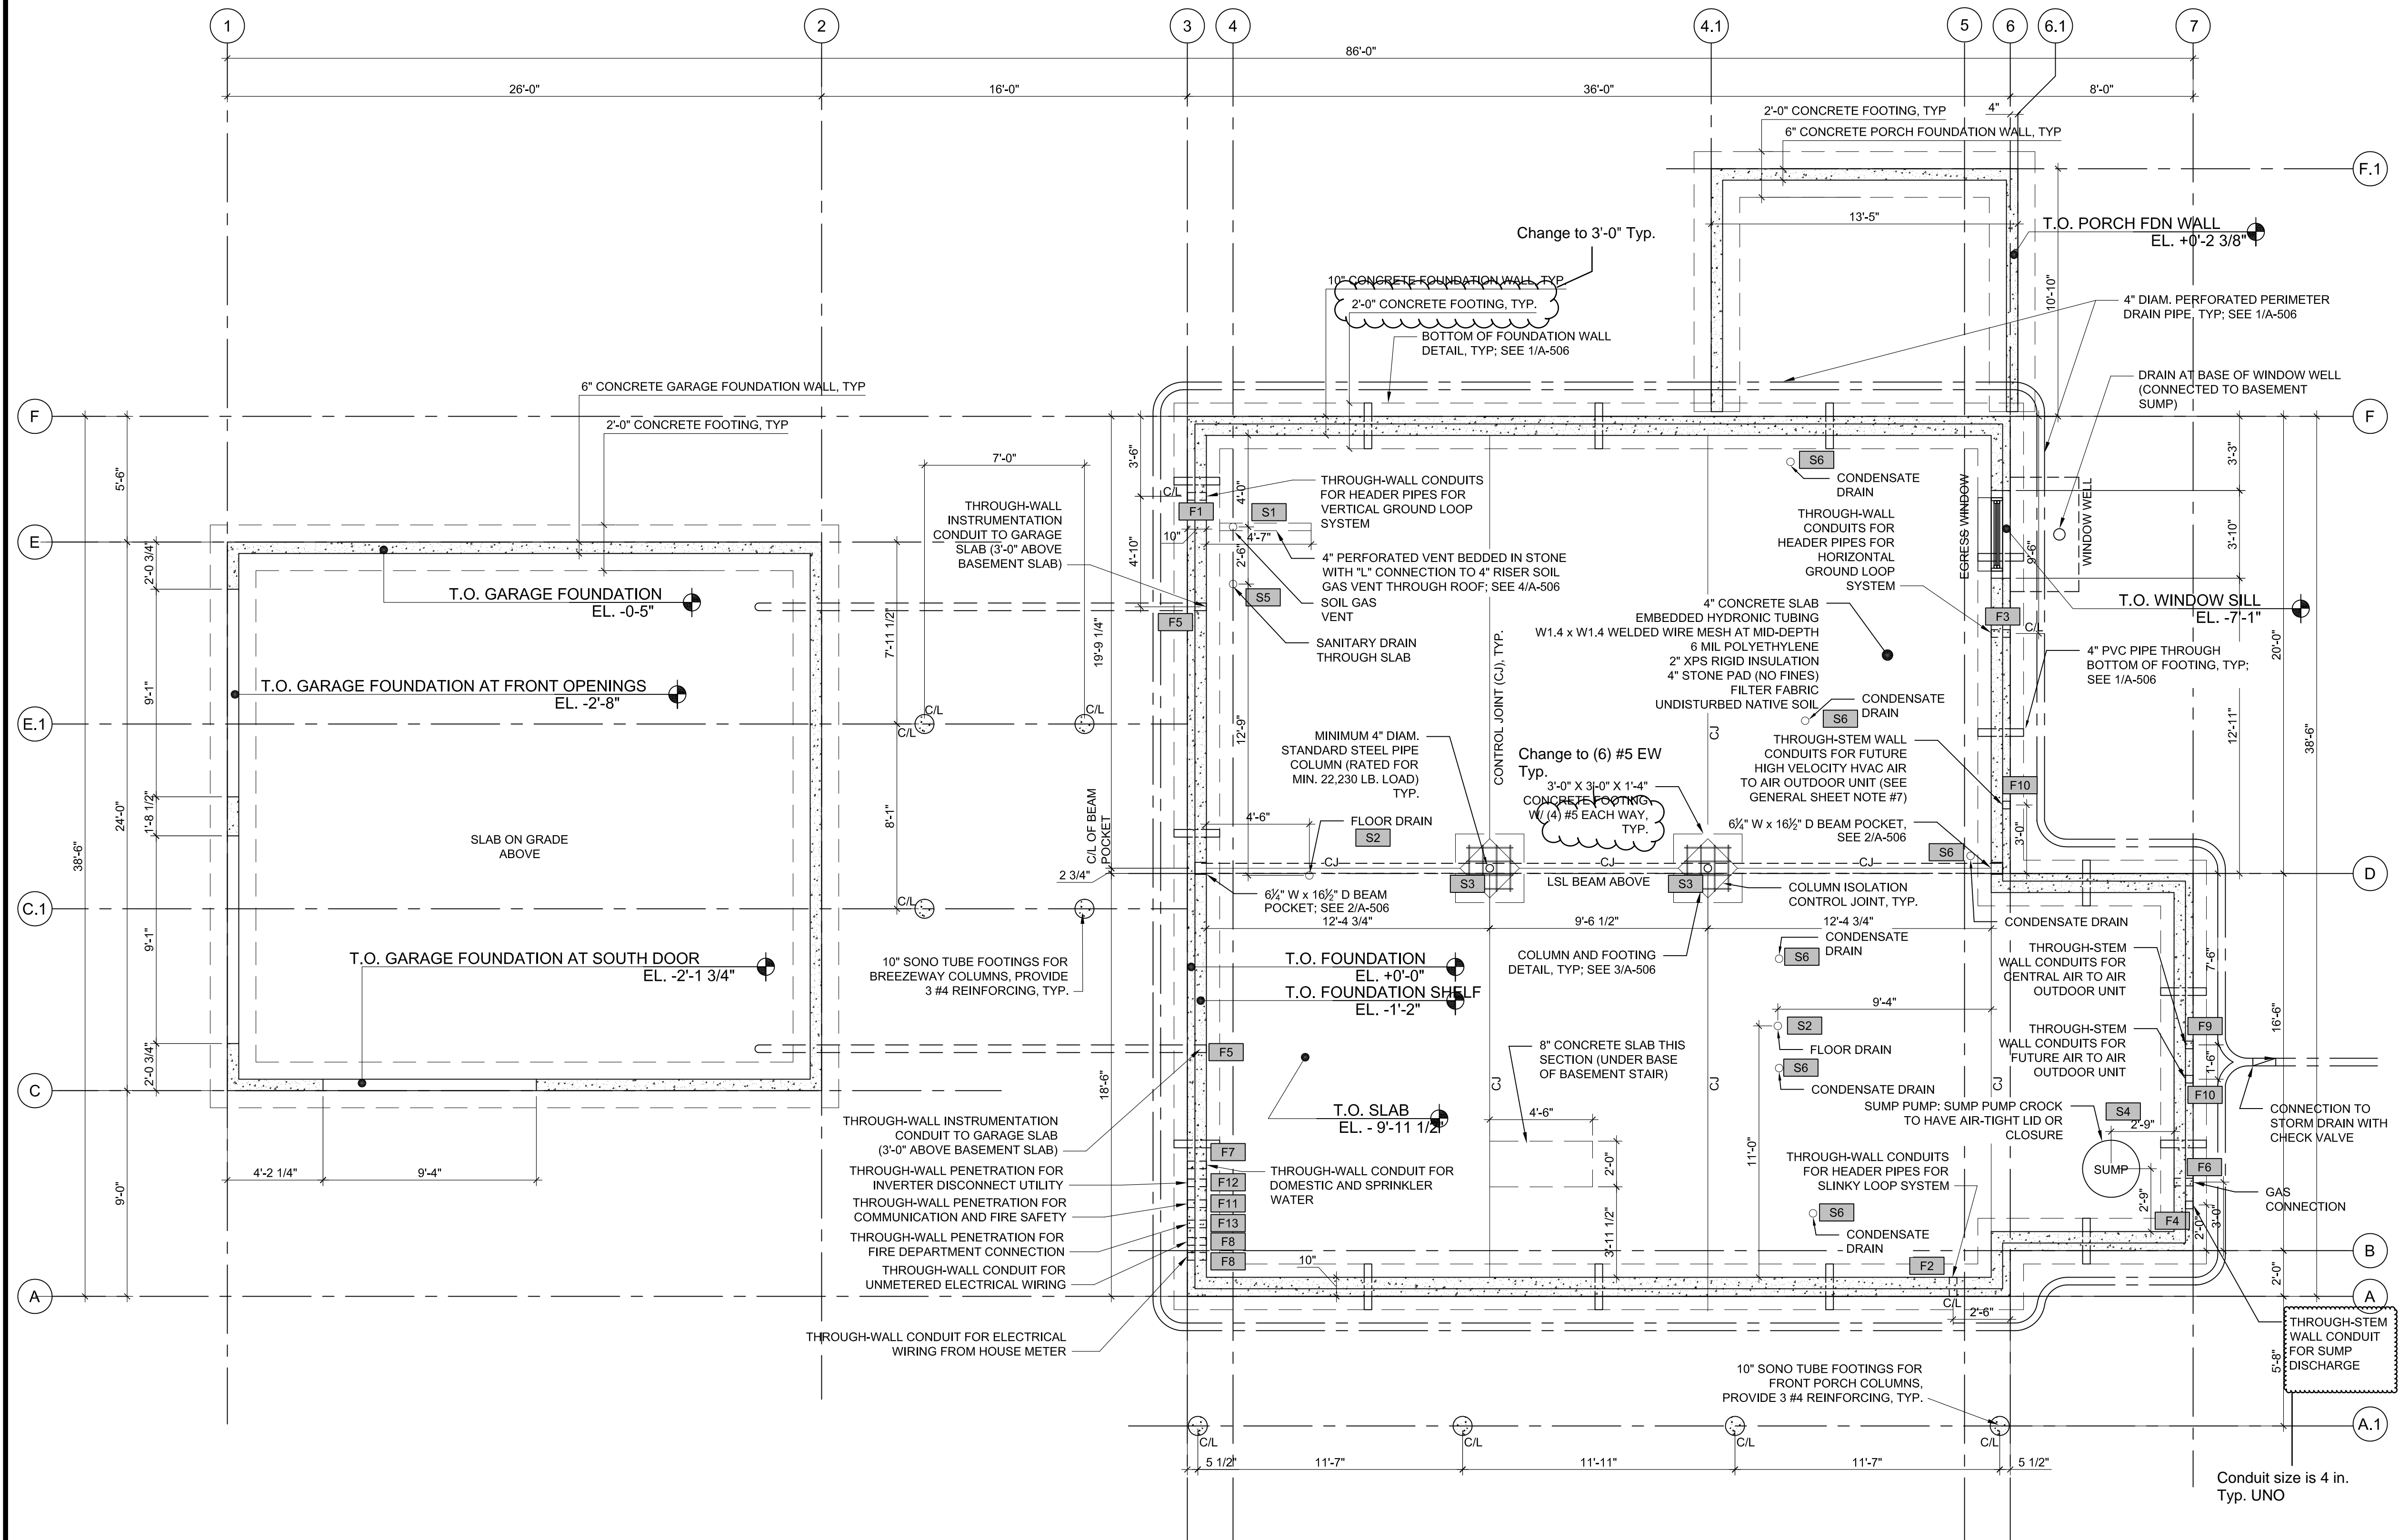 1
2
3
4
4.1
5
6
6.1
7
86'-0"
26'-0"
16'-0"
36'-0"
8'-0"
4"
2'-0" CONCRETE FOOTING, TYP
6" CONCRETE PORCH FOUNDATION WALL, TYP
F.1
13'-5"
10'-10"
T.O. PORCH FDN WALL
EL. +0'-2 3/8"
Change to 3'-0" Typ.
10" CONCRETE FOUNDATION WALL, TYP.
2'-0" CONCRETE FOOTING, TYP.
BOTTOM OF FOUNDATION WALL
DETAIL, TYP; SEE 1/A-506
4" DIAM. PERFORATED PERIMETER
DRAIN PIPE, TYP; SEE 1/A-506
DRAIN AT BASE OF WINDOW WELL
(CONNECTED TO BASEMENT
SUMP)
6" CONCRETE GARAGE FOUNDATION WALL, TYP
2'-0" CONCRETE FOOTING, TYP
F
F
5'-6"
7'-0"
3'-6"
C/L
4'-10"
F1
10"
4'-0"
S1
4'-7"
2'-6"
S5
THROUGH-WALL CONDUITS
FOR HEADER PIPES FOR
VERTICAL GROUND LOOP
SYSTEM
THROUGH-WALL
INSTRUMENTATION
CONDUIT TO GARAGE
SLAB (3'-0" ABOVE
BASEMENT SLAB)
4" PERFORATED VENT BEDDED IN STONE
WITH "L" CONNECTION TO 4" RISER SOIL
GAS VENT THROUGH ROOF; SEE 4/A-506
SOIL GAS
VENT
SANITARY DRAIN
THROUGH SLAB
S6
CONDENSATE
DRAIN
THROUGH-WALL
CONDUITS FOR
HEADER PIPES FOR
HORIZONTAL
GROUND LOOP
SYSTEM
EGRESS WINDOW
WINDOW WELL
3'-3"
3'-10"
9'-6"
F3
C/L
T.O. WINDOW SILL
EL. -7'-1"
20'-0"
12'-11"
38'-6"
4" PVC PIPE THROUGH
BOTTOM OF FOOTING, TYP;
SEE 1/A-506
E
2'-0 3/4"
T.O. GARAGE FOUNDATION
EL. -0-5"
F5
7'-11 1/2"
19'-9 1/4"
4" CONCRETE SLAB
EMBEDDED HYDRONIC TUBING
W1.4 x W1.4 WELDED WIRE MESH AT MID-DEPTH
6 MIL POLYETHYLENE
2" XPS RIGID INSULATION
4" STONE PAD (NO FINES)
FILTER FABRIC
UNDISTURBED NATIVE SOIL
CONDENSATE
DRAIN
S6
T.O. GARAGE FOUNDATION AT FRONT OPENINGS
EL. -2'-8"
9'-1"
E.1
C/L
C/L
C/L
12'-9"
CONTROL JOINT (CJ), TYP.
CJ
MINIMUM 4" DIAM.
STANDARD STEEL PIPE
COLUMN (RATED FOR
MIN. 22,230 LB. LOAD)
TYP.
Change to (6) #5 EW
Typ.
3'-0" X 3'-0" X 1'-4"
CONCRETE FOOTING
W/ (4) #5 EACH WAY,
TYP.
THROUGH-STEM WALL
CONDUITS FOR FUTURE
HIGH VELOCITY HVAC AIR
TO AIR OUTDOOR UNIT (SEE
GENERAL SHEET NOTE #7)
F10
6¼" W x 16½" D BEAM POCKET,
SEE 2/A-506
3'-0"
24'-0"
38'-6"
1'-8 1/2"
SLAB ON GRADE
ABOVE
8'-1"
C/L OF BEAM
POCKET
2 3/4"
4'-6"
FLOOR DRAIN
S2
CJ
CJ
CJ
S3
S3
S6
LSL BEAM ABOVE
D
6¼" W x 16½" D BEAM
POCKET; SEE 2/A-506
12'-4 3/4"
9'-6 1/2"
12'-4 3/4"
COLUMN ISOLATION
CONTROL JOINT, TYP.
CONDENSATE DRAIN
C.1
C/L
9'-1"
T.O. GARAGE FOUNDATION AT SOUTH DOOR
EL. -2'-1 3/4"
10" SONO TUBE FOOTINGS FOR
BREEZEWAY COLUMNS, PROVIDE
3 #4 REINFORCING, TYP.
T.O. FOUNDATION
EL. +0'-0"
T.O. FOUNDATION SHELF
EL. -1'-2"
COLUMN AND FOOTING
DETAIL, TYP; SEE 3/A-506
CONDENSATE
DRAIN
S6
THROUGH-STEM
WALL CONDUITS FOR
CENTRAL AIR TO AIR
OUTDOOR UNIT
7'-6"
9'-4"
S2
FLOOR DRAIN
S6
CONDENSATE DRAIN
THROUGH-STEM
WALL CONDUITS FOR
FUTURE AIR TO AIR
OUTDOOR UNIT
F9
1'-6"
F10
16'-6"
CONNECTION TO
STORM DRAIN WITH
CHECK VALVE
8" CONCRETE SLAB THIS
SECTION (UNDER BASE
OF BASEMENT STAIR)
CJ
CJ
CJ
F5
2'-0 3/4"
C
18'-6"
T.O. SLAB
EL. - 9'-11 1/2"
4'-6"
2'-0"
3'-11 1/2"
11'-0"
SUMP PUMP: SUMP PUMP CROCK
TO HAVE AIR-TIGHT LID OR
CLOSURE
S4
2'-9"
SUMP
2'-9"
F6
GAS
CONNECTION
F4
2'-0"
3'-0"
THROUGH-WALL INSTRUMENTATION
CONDUIT TO GARAGE SLAB
(3'-0" ABOVE BASEMENT SLAB)
THROUGH-WALL PENETRATION FOR
INVERTER DISCONNECT UTILITY
THROUGH-WALL PENETRATION FOR
COMMUNICATION AND FIRE SAFETY
THROUGH-WALL PENETRATION FOR
FIRE DEPARTMENT CONNECTION
THROUGH-WALL CONDUIT FOR
UNMETERED ELECTRICAL WIRING
THROUGH-WALL CONDUIT FOR ELECTRICAL
WIRING FROM HOUSE METER
F7
F12
F11
F13
F8
F8
THROUGH-WALL CONDUIT FOR
DOMESTIC AND SPRINKLER
WATER
10"
THROUGH-WALL CONDUITS
FOR HEADER PIPES FOR
SLINKY LOOP SYSTEM
S6
CONDENSATE
DRAIN
F2
C/L
2'-6"
4'-2 1/4"
9'-4"
9'-0"
A
B
2'-0"
A
THROUGH-STEM
WALL CONDUIT
FOR SUMP
DISCHARGE
5'-8"
10" SONO TUBE FOOTINGS FOR
FRONT PORCH COLUMNS,
PROVIDE 3 #4 REINFORCING, TYP.
A.1
C/L
C/L
C/L
C/L
5 1/2"
11'-7"
11'-11"
11'-7"
5 1/2"
Conduit size is 4 in.
Typ. UNO